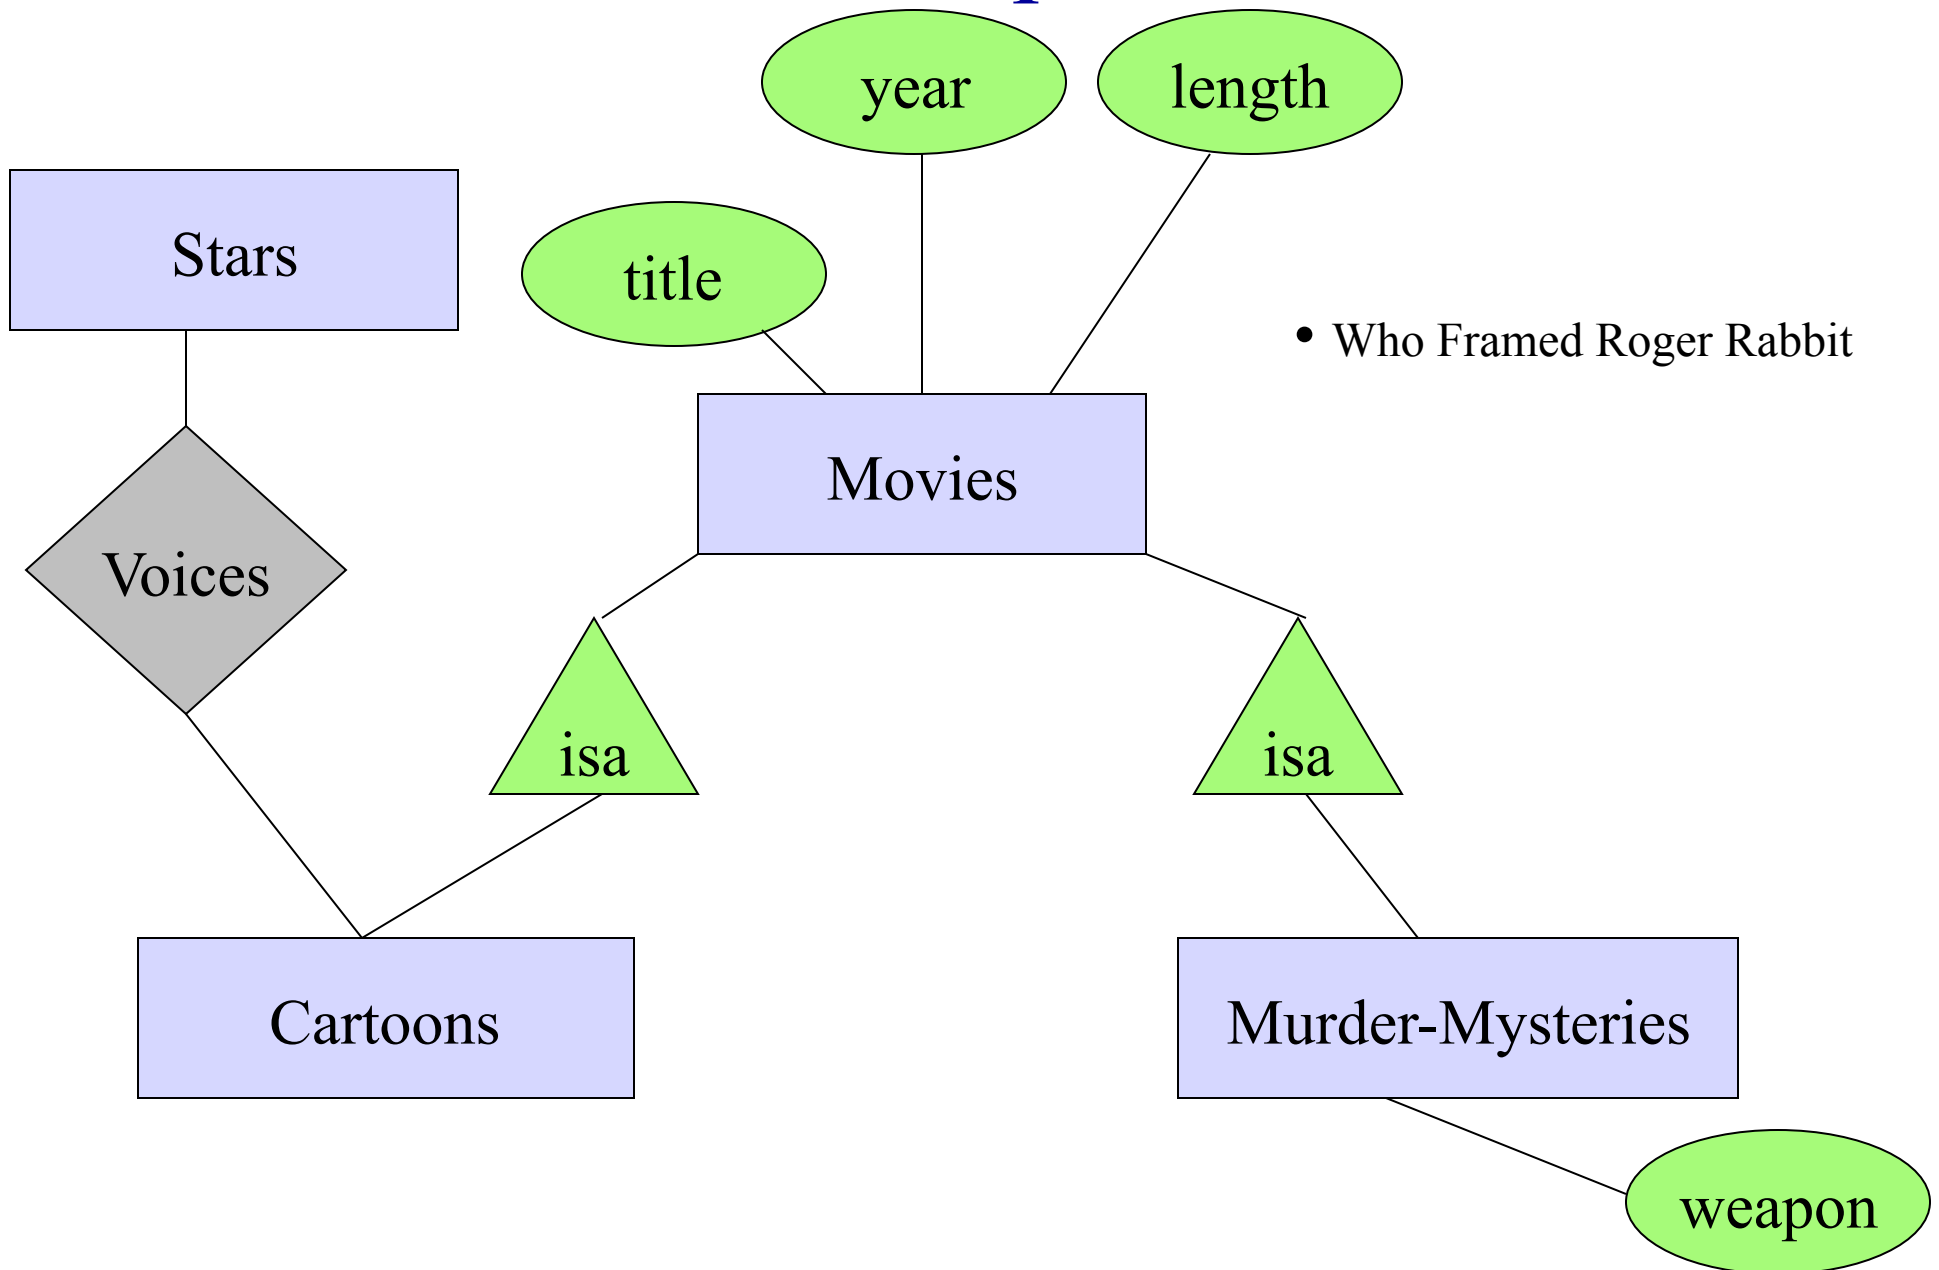 year
length
Stars
title
• Who Framed Roger Rabbit
Movies
Voices
isa
isa
Cartoons
Murder-Mysteries
weapon